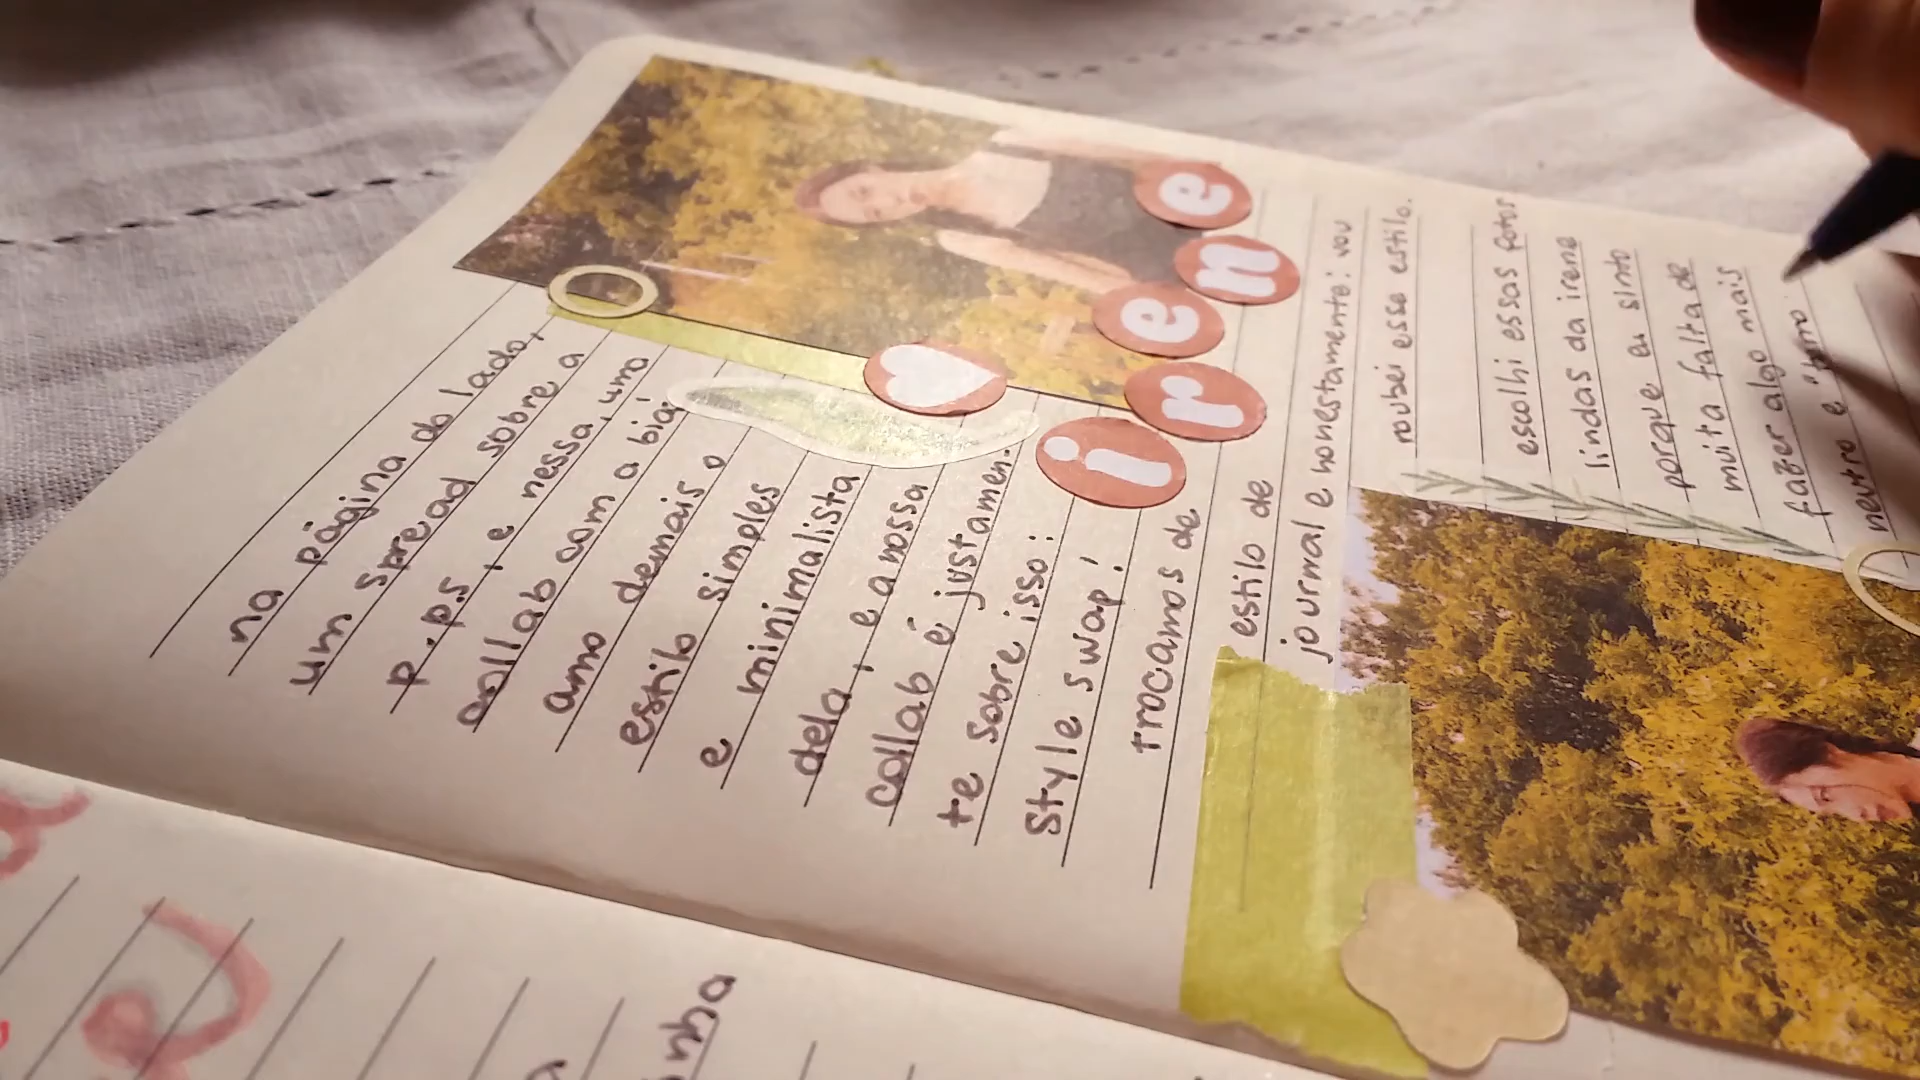 na página do lado,
um spread sobre a
p.p.s, e nessa, uma
collab com a bia.
amo demais o
estilo simples
e minimalista
dela, e a nossa
collab é justamen-
te sobre isso:
style swap!
trocamos de
estilo de
journal e honestamente: vou
roubei esse estilo.
irene
escolhi essas fotos
lindas da irene
porque eu sinto
muita falta de
fazer algo mais
neutro e
nha